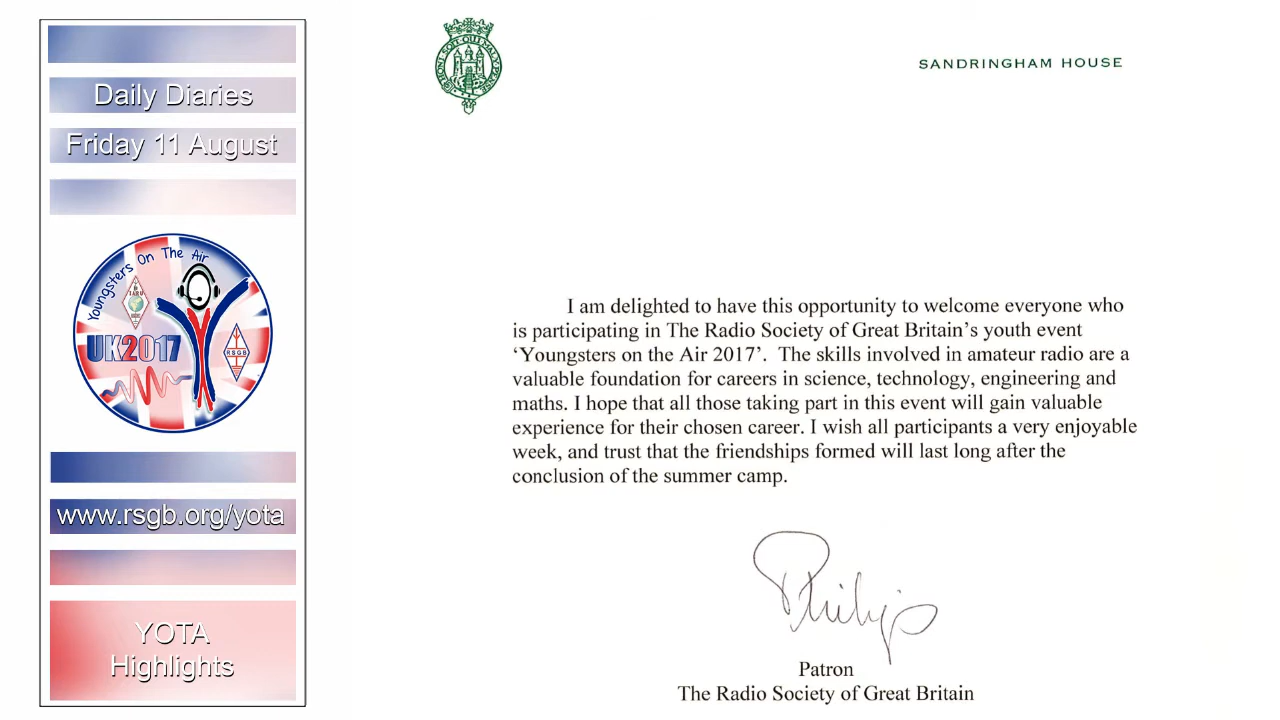 Daily Diaries
Friday 11 August
Youngsters On The Air
UK2017
RSGB
www.rsgb.org/yota
YOTA
Highlights
SANDRINGHAM HOUSE
I am delighted to have this opportunity to welcome everyone who
is participating in The Radio Society of Great Britain's youth event
'Youngsters on the Air 2017'. The skills involved in amateur radio are a
valuable foundation for careers in science, technology, engineering and
maths. I hope that all those taking part in this event will gain valuable
experience for their chosen career. I wish all participants a very enjoyable
week, and trust that the friendships formed will last long after the
conclusion of the summer camp.
Philip
Patron
The Radio Society of Great Britain